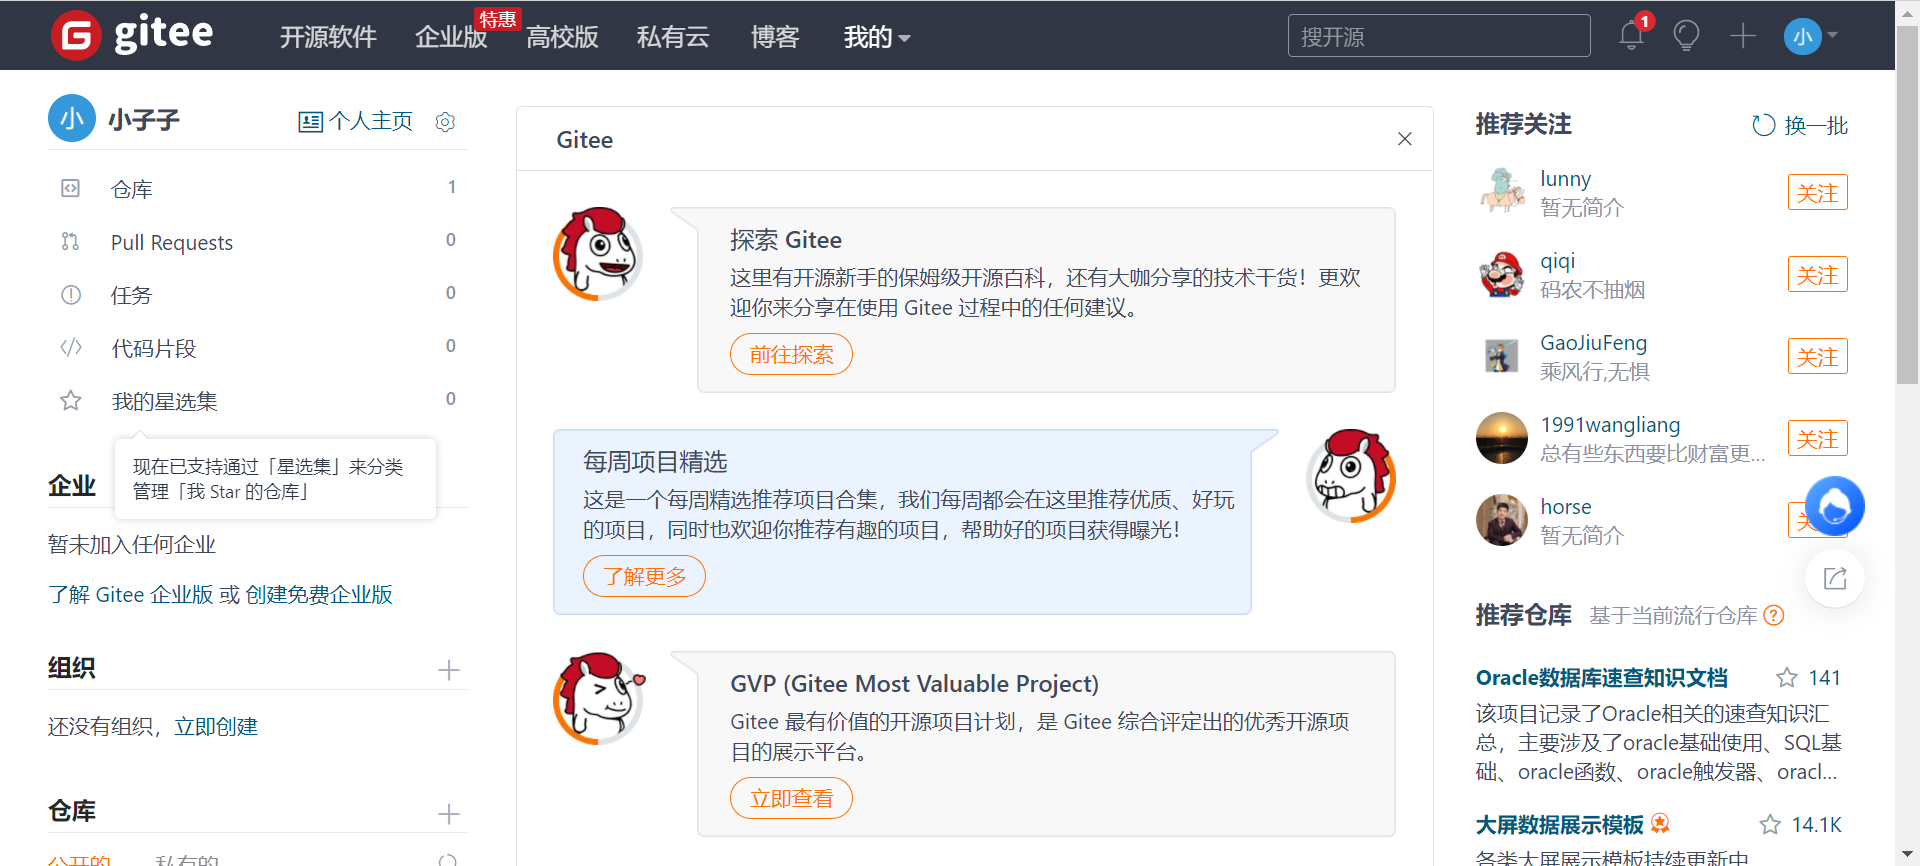 gitee
开源软件
企业版
特惠
高校版
私有云
博客
我的
搜开源
1
小
小
小子子
个人主页
仓库
1
Pull Requests
0
任务
0
代码片段
0
我的星选集
0
现在已支持通过「星选集」来分类
管理「我 Star 的仓库」
企业
暂未加入任何企业
了解 Gitee 企业版 或 创建免费企业版
组织
还没有组织，立即创建
仓库
公开的
私有的
Gitee
探索 Gitee
这里有开源新手的保姆级开源百科，还有大咖分享的技术干货！更欢
迎你来分享在使用 Gitee 过程中的任何建议。
前往探索
每周项目精选
这是一个每周精选推荐项目合集，我们每周都会在这里推荐优质、好玩
的项目，同时也欢迎你推荐有趣的项目，帮助好的项目获得曝光！
了解更多
GVP (Gitee Most Valuable Project)
Gitee 最有价值的开源项目计划，是 Gitee 综合评定出的优秀开源项
目的展示平台。
立即查看
推荐关注
换一批
lunny
暂无简介
关注
qiqi
码农不抽烟
关注
GaoJiuFeng
乘风行,无惧
关注
1991wangliang
总有些东西要比财富更...
关注
horse
暂无简介
关
推荐仓库
基于当前流行仓库
Oracle数据库速查知识文档
141
该项目记录了Oracle相关的速查知识汇
总，主要涉及了oracle基础使用、SQL基
础、oracle函数、oracle触发器、oracl...
大屏数据展示模板
14.1K
各类大屏展示模板持续更新中